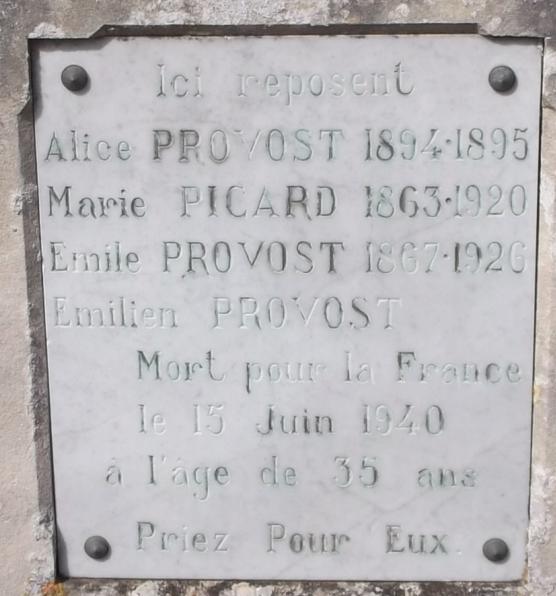 Ici reposent
Alice PROVOST 1894-1895
Marie PICARD 1863-1920
Emile PROVOST 1867-1926
Emilien PROVOST
Mort pour la France
le 15 Juin 1940
à l'âge de 35 ans
Priez Pour Eux.